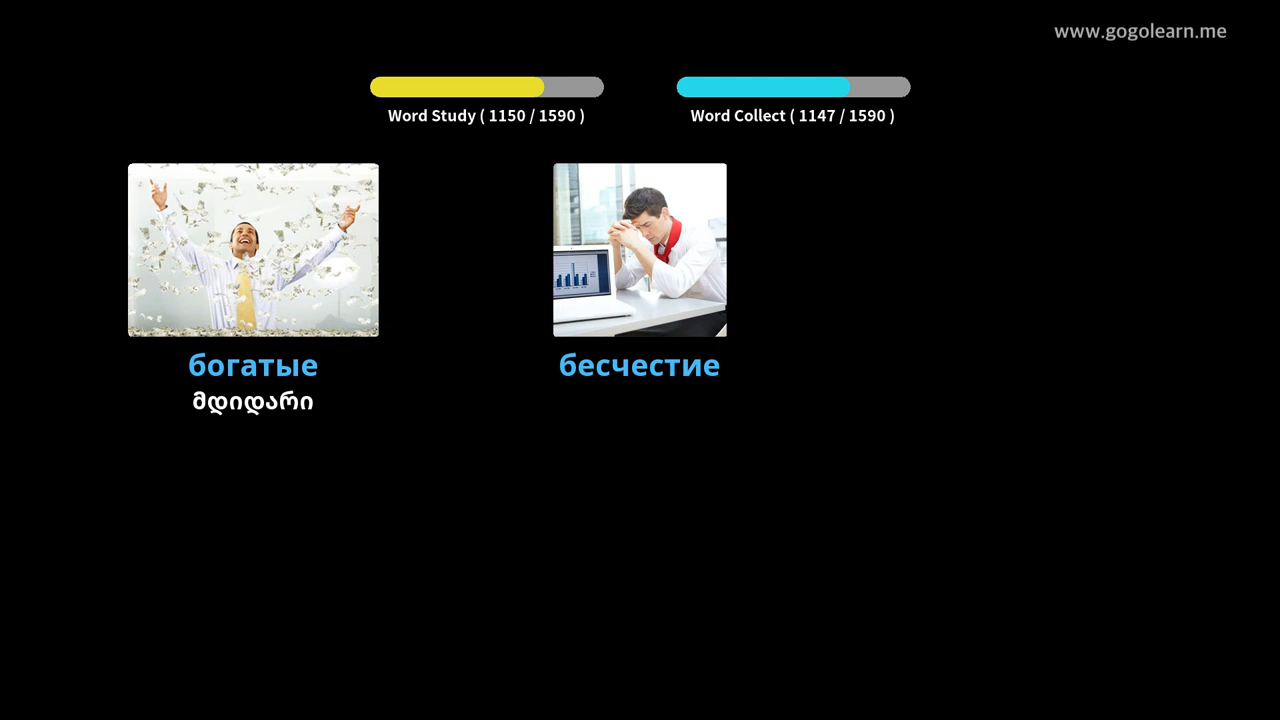 www.gogolearn.me
Word Study ( 1150 / 1590 )
Word Collect ( 1147 / 1590 )
богатые
მდიდარი
бесчестие